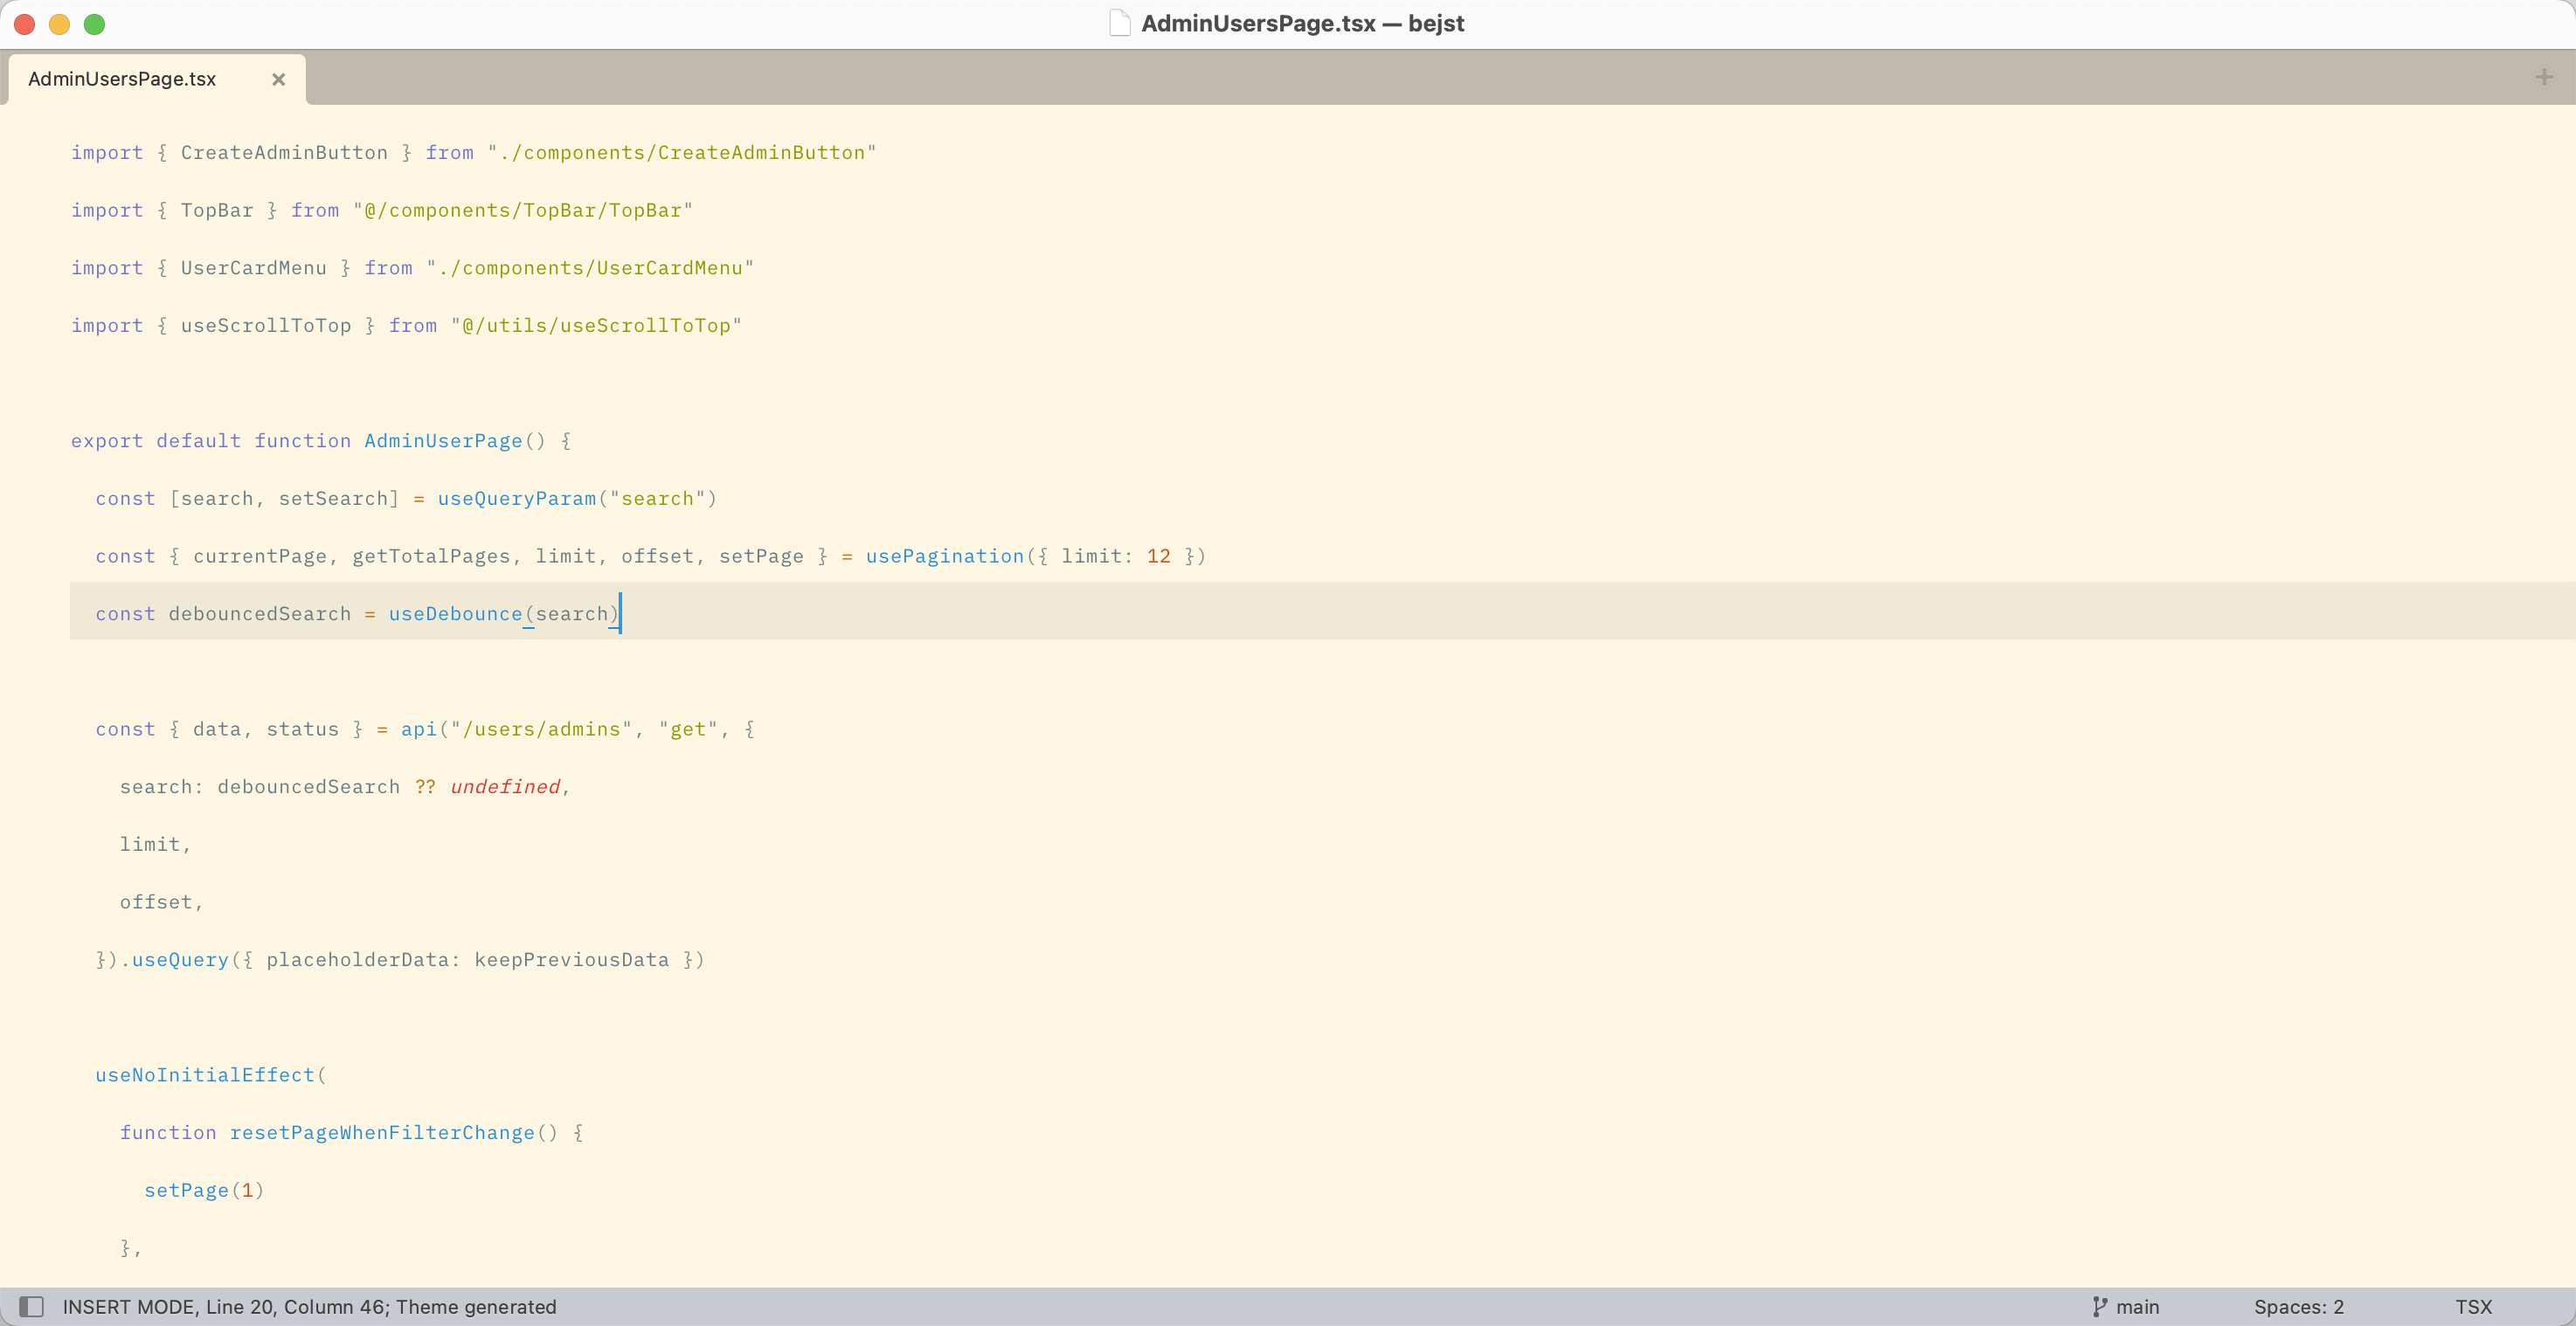 AdminUsersPage.tsx — bejst
AdminUsersPage.tsx
import { CreateAdminButton } from "./components/CreateAdminButton"
import { TopBar } from "@/components/TopBar/TopBar"
import { UserCardMenu } from "./components/UserCardMenu"
import { useScrollToTop } from "@/utils/useScrollToTop"
export default function AdminUserPage() {
  const [search, setSearch] = useQueryParam("search")
  const { currentPage, getTotalPages, limit, offset, setPage } = usePagination({ limit: 12 })
  const debouncedSearch = useDebounce(search)
  const { data, status } = api("/users/admins", "get", {
    search: debouncedSearch ?? undefined,
    limit,
    offset,
  }).useQuery({ placeholderData: keepPreviousData })
  useNoInitialEffect(
    function resetPageWhenFilterChange() {
      setPage(1)
    },
INSERT MODE, Line 20, Column 46; Theme generated
main
Spaces: 2
TSX